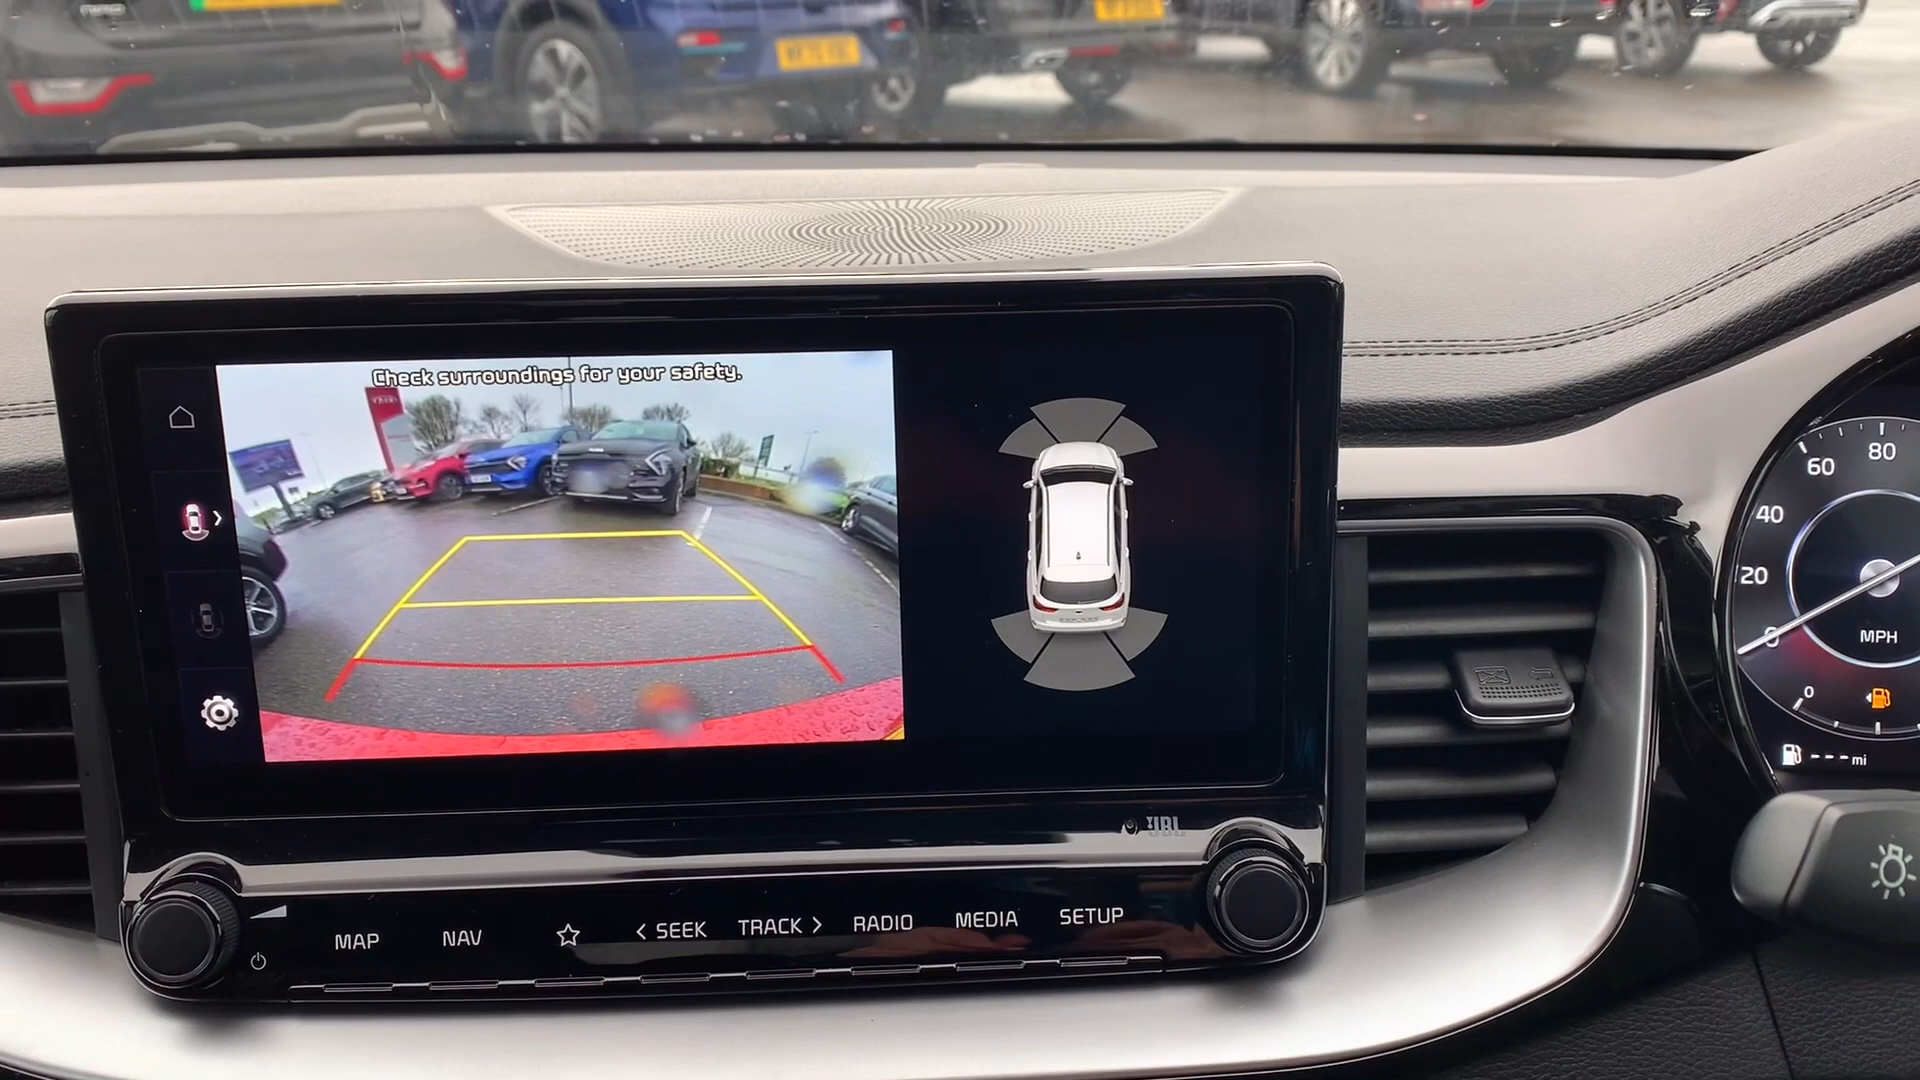 Check surroundings for your safety.
JBL
MAP
NAV
< SEEK
TRACK >
RADIO
MEDIA
SETUP
80
60
40
20
0
MPH
0
---mi